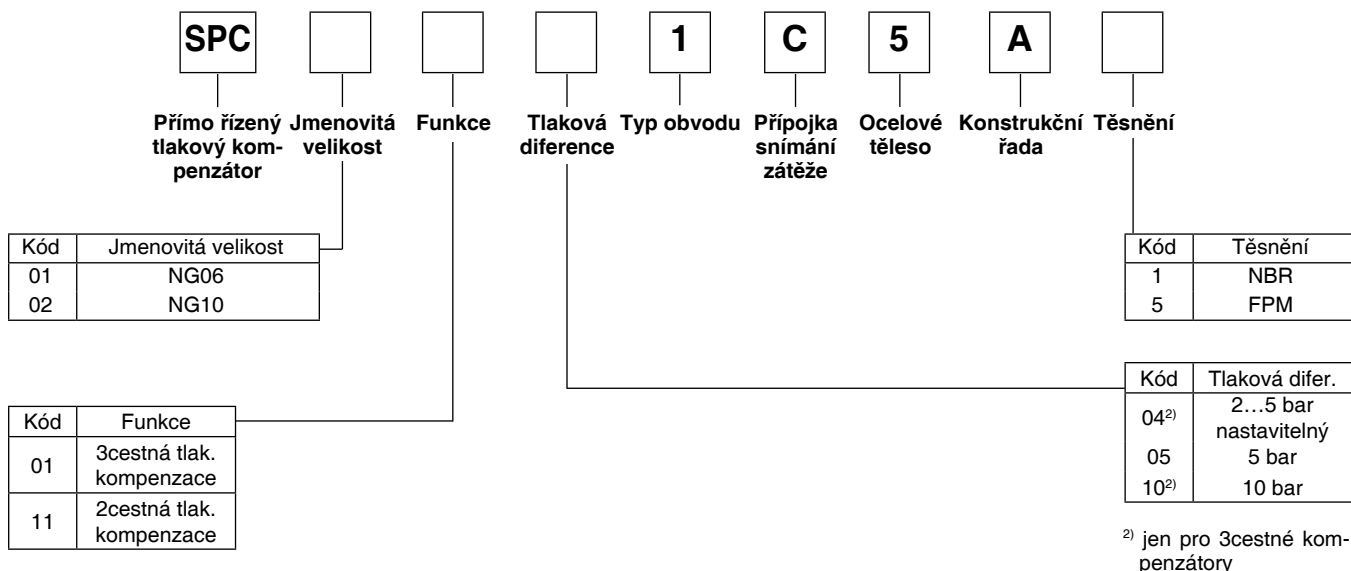 SPC 1 C 5 A
Přímo řízený tlakový kom-
penzátor
Jmenovitá
velikost
Funkce
Tlaková
diference
Typ obvodu
Přípojka
snímání
zátěže
Ocelové
těleso
Konstrukční
řada
Těsnění
Kód Jmenovitá velikost
01 NG06
02 NG10
Kód Těsnění
1 NBR
5 FPM
Kód Funkce
01 3cestná tlak.
kompenzace
11 2cestná tlak.
kompenzace
Kód Tlaková difer.
04²⁾ 2…5 bar
nastavitelný
05 5 bar
10²⁾ 10 bar
²⁾ jen pro 3cestné kom-
penzátory